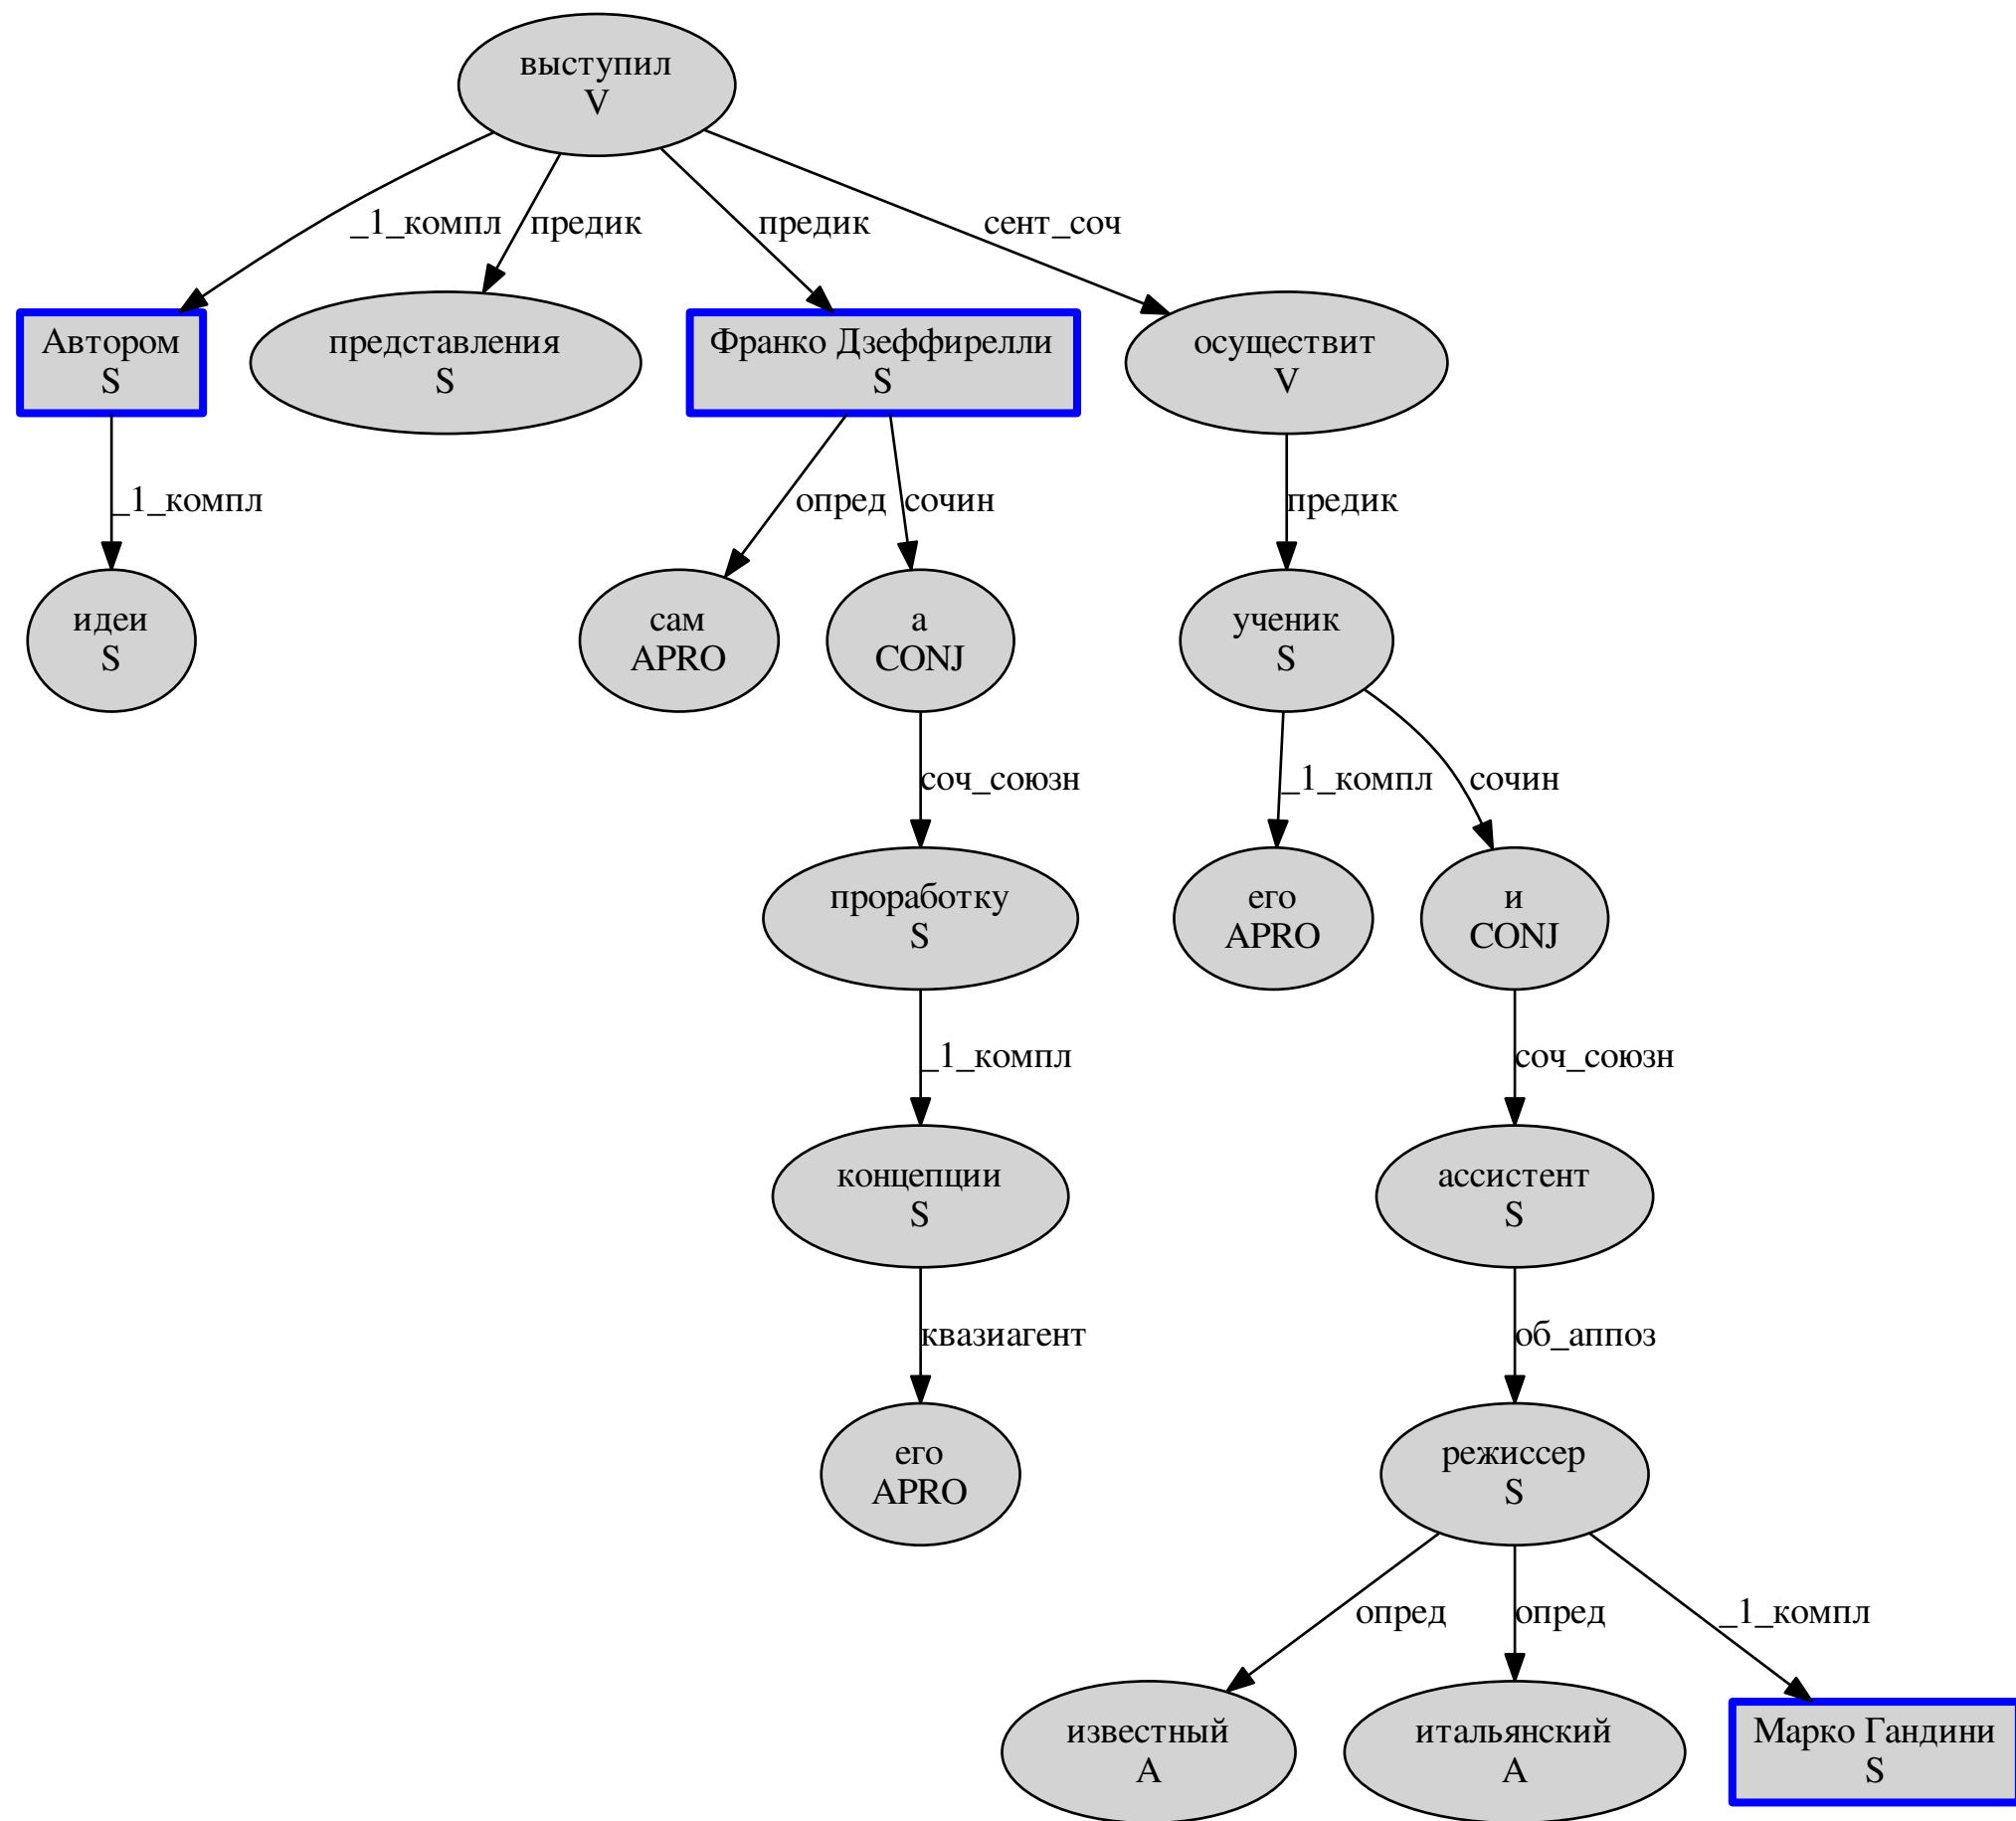 выступил
V
_1_компл
предик
предик
сент_соч
Автором
S
представления
S
Франко Дзеффирелли
S
осуществит
V
_1_компл
опред
сочин
предик
идеи
S
сам
APRO
а
CONJ
ученик
S
соч_союзн
_1_компл
сочин
проработку
S
его
APRO
и
CONJ
_1_компл
соч_союзн
концепции
S
ассистент
S
квазиагент
об_аппоз
его
APRO
режиссер
S
опред
опред
_1_компл
известный
A
итальянский
A
Марко Гандини
S